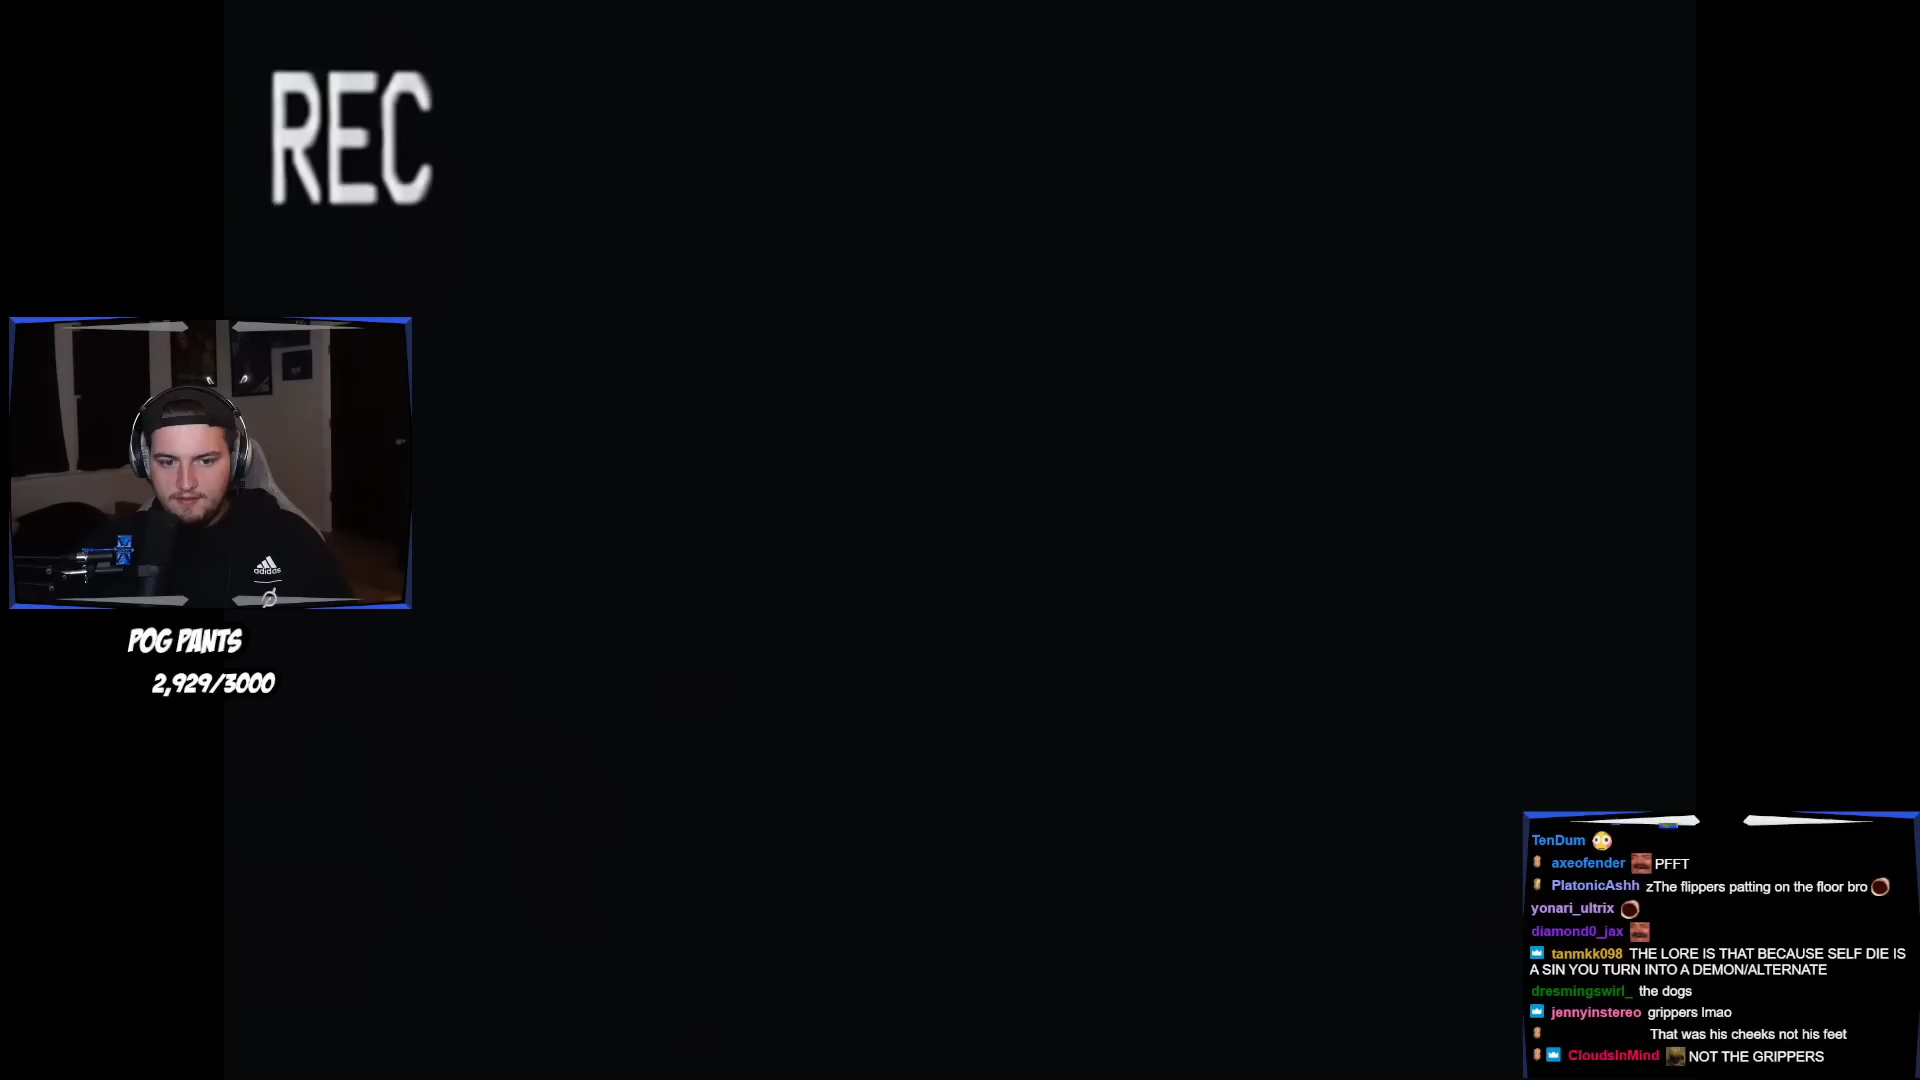 REC
adidas
POG PANTS
2,929/3000
TenDum
axeofender PFFT
PlatonicAshh zThe flippers patting on the floor bro
yonari_ultrix
diamond0_jax
tanmkk098 THE LORE IS THAT BECAUSE SELF DIE IS
A SIN YOU TURN INTO A DEMON/ALTERNATE
dresmingswirl_ the dogs
jennyinstereo grippers lmao
That was his cheeks not his feet
CloudsInMind NOT THE GRIPPERS